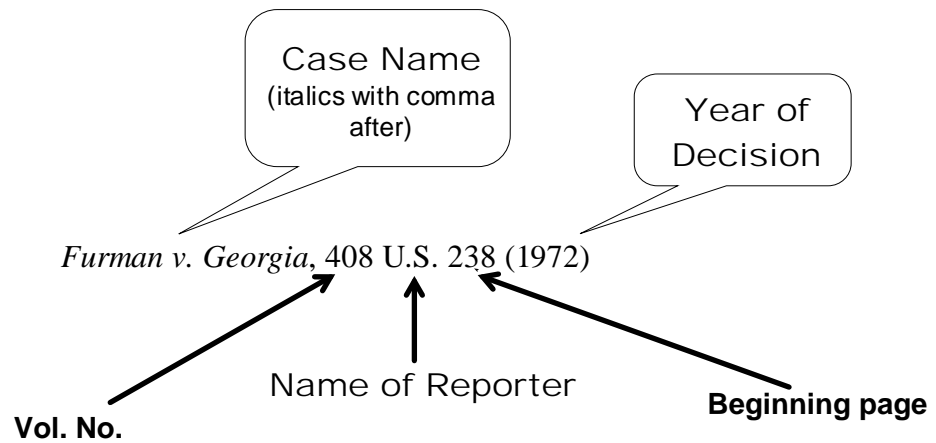 Case Name
(italics with comma
after)
Year of
Decision
Furman v. Georgia, 408 U.S. 238 (1972)
Name of Reporter
Beginning page
Vol. No.